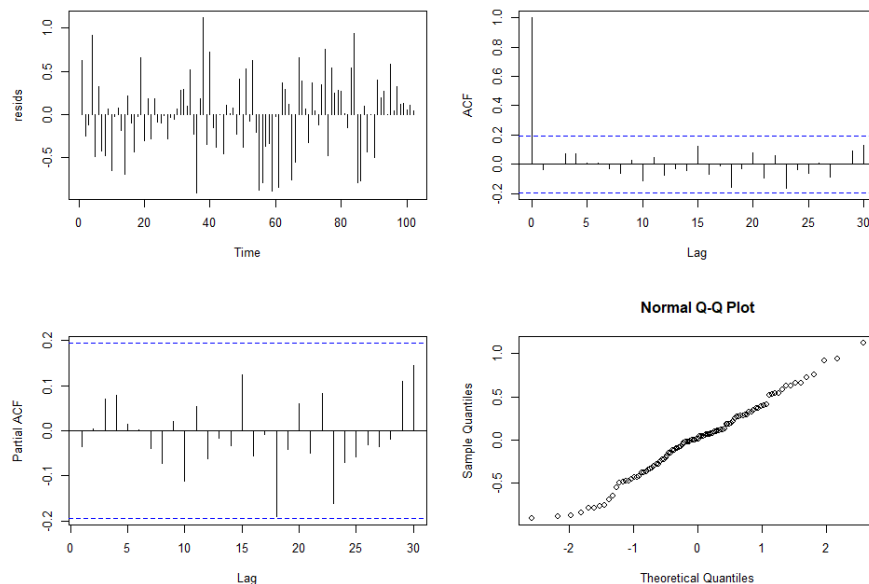 resids
1.0
0.5
0.0
-0.5
0 20 40 60 80 100
Time
ACF
1.0
0.8
0.6
0.4
0.2
0.0
-0.2
0 5 10 15 20 25 30
Lag
Partial ACF
0.2
0.1
0.0
-0.1
-0.2
0 5 10 15 20 25 30
Lag
Normal Q-Q Plot
Sample Quantiles
1.0
0.5
0.0
-0.5
-2 -1 0 1 2
Theoretical Quantiles